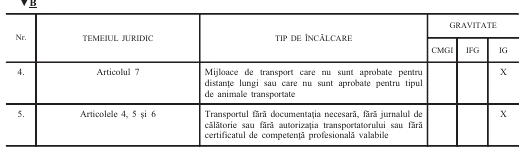 ▼B
GRAVITATE
Nr. TEMEIUL JURIDIC TIP DE ÎNCĂLCARE
CMGI IFG IG
4. Articolul 7 Mijloace de transport care nu sunt aprobate pentru X
distanțe lungi sau care nu sunt aprobate pentru tipul
de animale transportate
5. Articolele 4, 5 și 6 Transportul fără documentația necesară, fără jurnalul de X
călătorie sau fără autorizația transportatorului sau fără
certificatul de competență profesională valabile